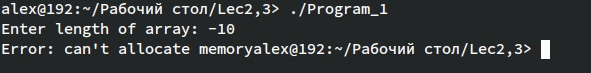 alex@192:~/Рабочий стол/Lec2,3> ./Program_1
Enter length of array: -10
Error: can't allocate memoryalex@192:~/Рабочий стол/Lec2,3>